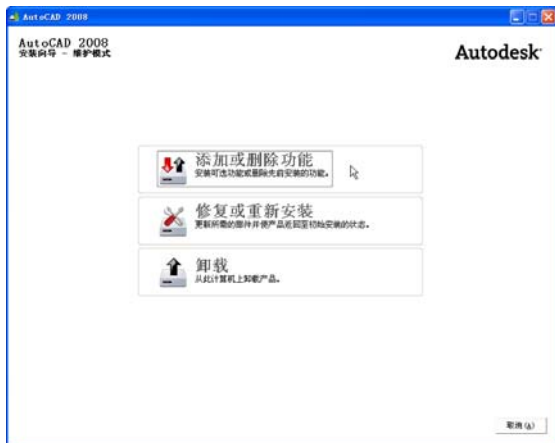 AutoCAD 2008
AutoCAD 2008
安装向导 - 维护模式
Autodesk
添加或删除功能
安装可选功能或删除先前安装的功能。
修复或重新安装
更新所需的部件并使产品返回至初始安装的状态。
卸载
从此计算机上卸载产品。
取消(A)